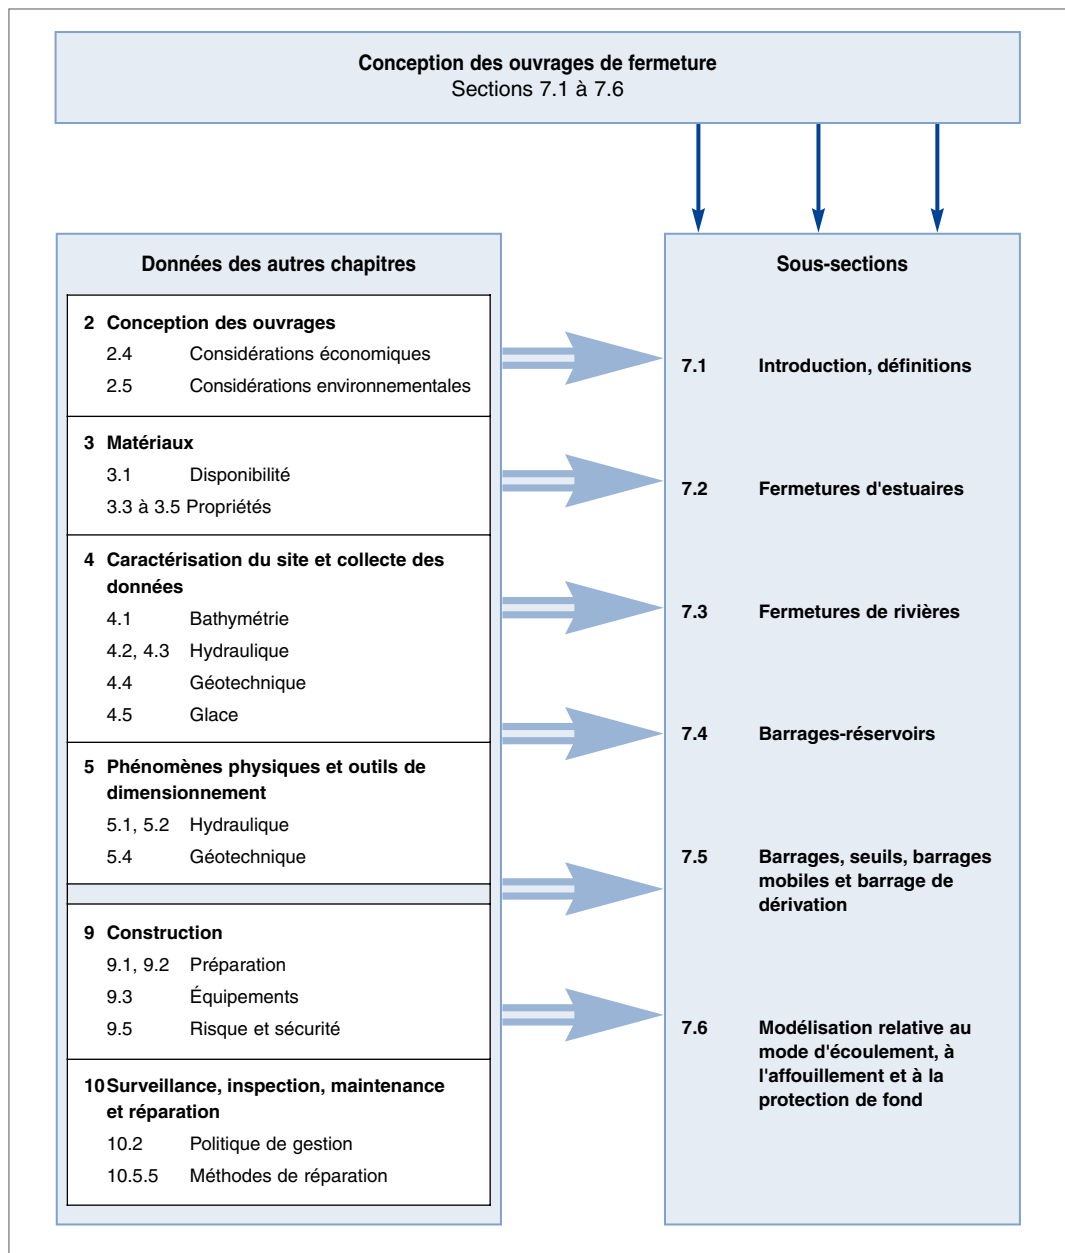 Conception des ouvrages de fermeture
Sections 7.1 à 7.6
Données des autres chapitres
2 Conception des ouvrages
2.4 Considérations économiques
2.5 Considérations environnementales
3 Matériaux
3.1 Disponibilité
3.3 à 3.5 Propriétés
4 Caractérisation du site et collecte des
données
4.1 Bathymétrie
4.2, 4.3 Hydraulique
4.4 Géotechnique
4.5 Glace
5 Phénomènes physiques et outils de
dimensionnement
5.1, 5.2 Hydraulique
5.4 Géotechnique
9 Construction
9.1, 9.2 Préparation
9.3 Équipements
9.5 Risque et sécurité
10 Surveillance, inspection, maintenance
et réparation
10.2 Politique de gestion
10.5.5 Méthodes de réparation
Sous-sections
7.1 Introduction, définitions
7.2 Fermetures d'estuaires
7.3 Fermetures de rivières
7.4 Barrages-réservoirs
7.5 Barrages, seuils, barrages
mobiles et barrage de
dérivation
7.6 Modélisation relative au
mode d'écoulement, à
l'affouillement et à la
protection de fond